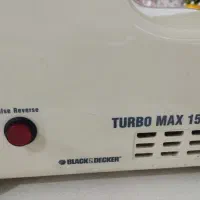 ive Reverse
TURBO MAX 15
BLACK&DECKER